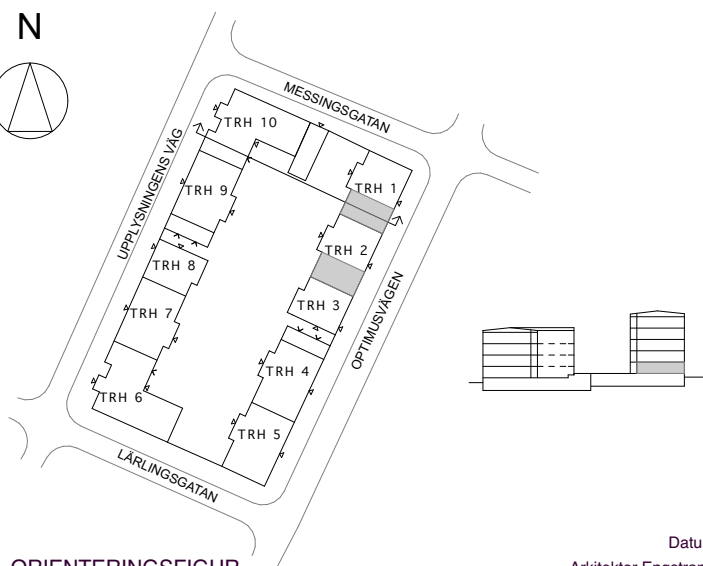 N
MESSINGSGATAN
UPPLYSNINGENS VÄG
TRH 10
TRH 1
TRH 9
TRH 2
TRH 8
TRH 3
OPTIMUSVÄGEN
TRH 7
TRH 4
TRH 6
TRH 5
LÄRLINGSGATAN
Datu